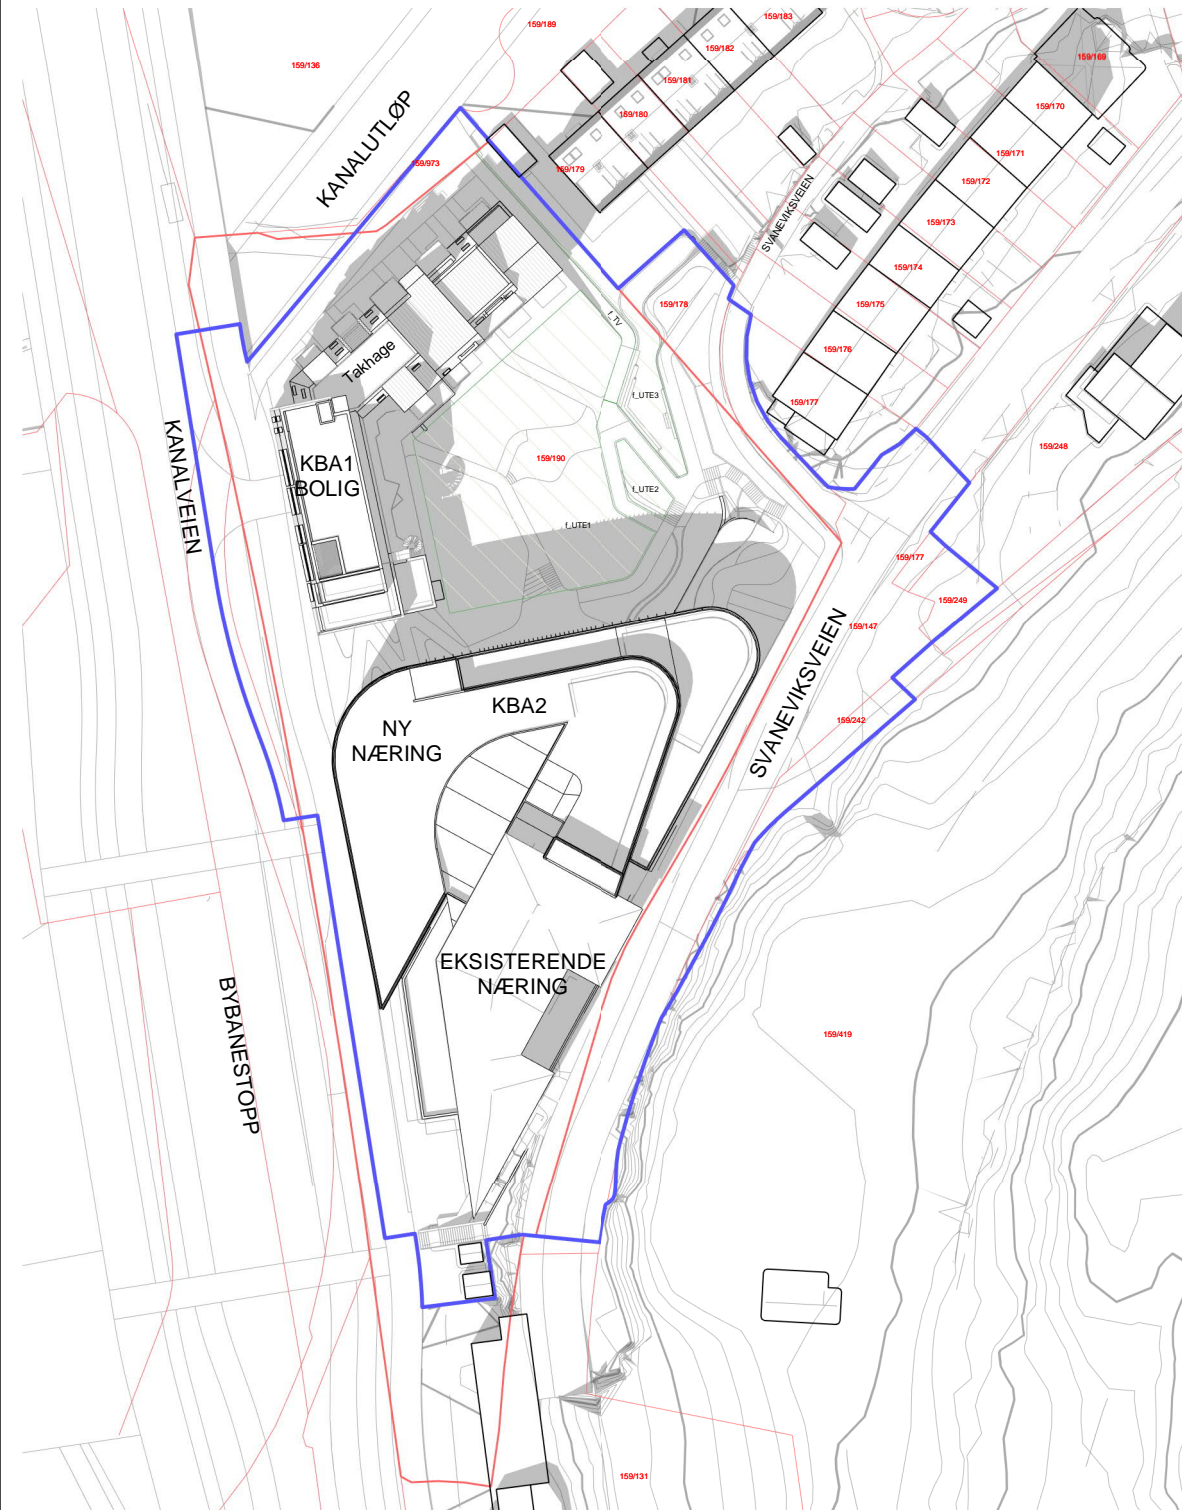 159/189
159/183
159/182
159/136
159/181
159/169
159/180
159/170
KANALUTLØP
159/973
159/179
159/171
159/172
SVANEVIKSVEIEN
159/173
159/174
159/178
159/175
f_TV
159/176
Takhage
f_UTE3
159/177
159/248
KBA1
BOLIG
159/190
f_UTE2
f_UTE1
KANALVEIEN
159/177
159/249
159/147
SVANEVIKSVEIEN
KBA2
159/242
NY
NÆRING
EKSISTERENDE
NÆRING
BYBANESTOPP
159/419
159/131